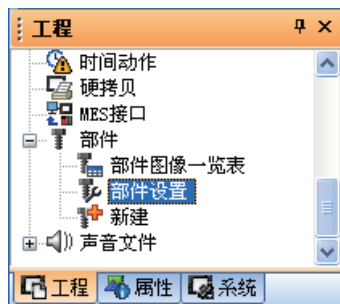 工程
时间动作
硬拷贝
MES接口
部件
部件图像一览表
部件设置
新建
声音文件
工程 属性 系统